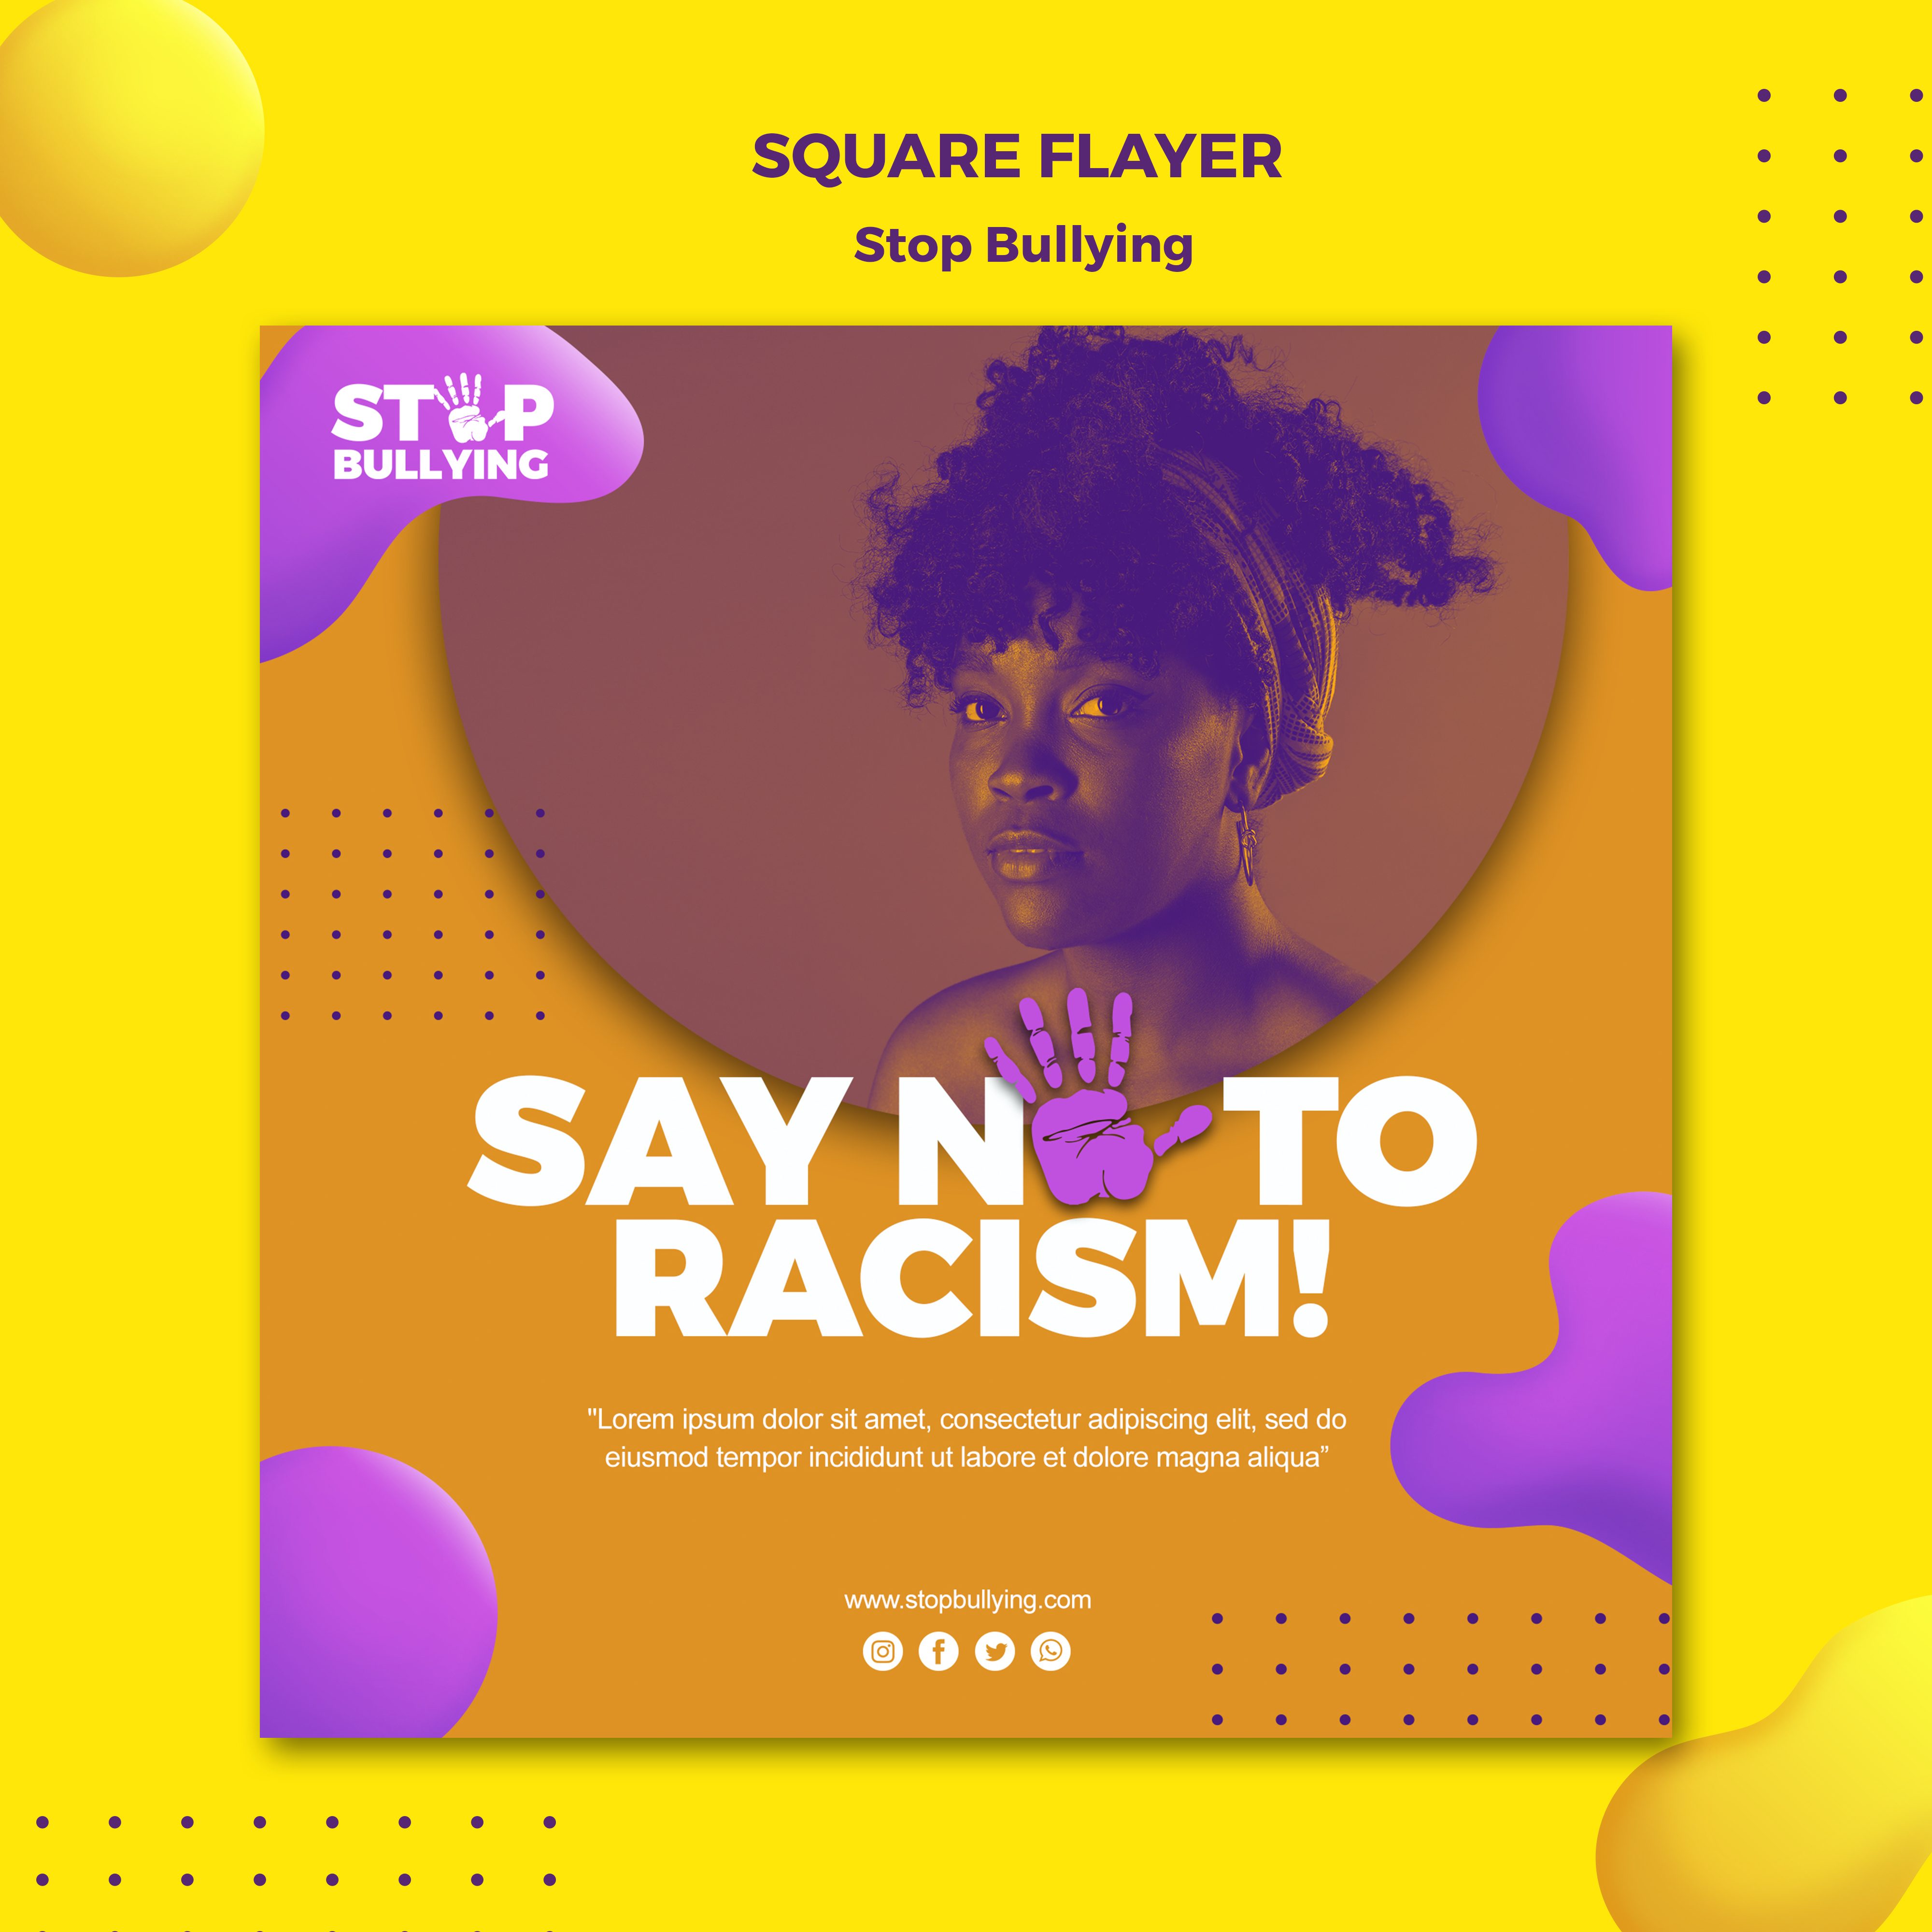 SQUARE FLAYER
Stop Bullying
STOP
BULLYING
SAY NO TO
RACISM!
"Lorem ipsum dolor sit amet, consectetur adipiscing elit, sed do
eiusmod tempor incididunt ut labore et dolore magna aliqua”
www.stopbullying.com